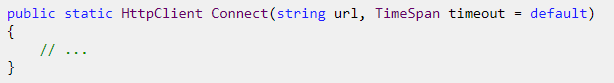 public static HttpClient Connect(string url, TimeSpan timeout = default)
{
    // ...
}